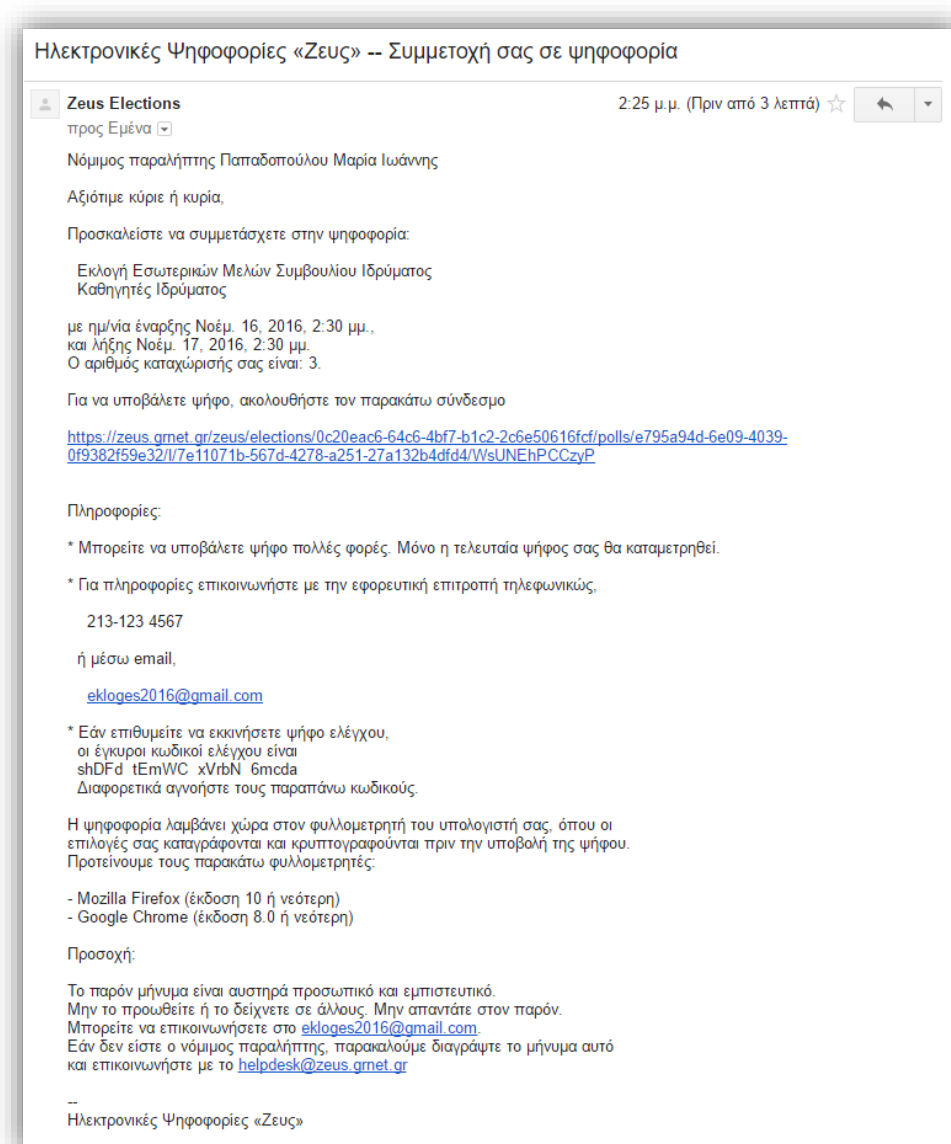 Ηλεκτρονικές Ψηφοφορίες «Ζευς» -- Συμμετοχή σας σε ψηφοφορία
Zeus Elections
2:25 μ.μ. (Πριν από 3 λεπτά)
προς Εμένα
Νόμιμος παραλήπτης Παπαδοπούλου Μαρία Ιωάννης
Αξιότιμε κύριε ή κυρία,
Προσκαλείστε να συμμετάσχετε στην ψηφοφορία:
Εκλογή Εσωτερικών Μελών Συμβουλίου Ιδρύματος
Καθηγητές Ιδρύματος
με ημ/νία έναρξης Νοέμ. 16, 2016, 2:30 μμ.,
και λήξης Νοέμ. 17, 2016, 2:30 μμ.
Ο αριθμός καταχώρισής σας είναι: 3.
Για να υποβάλετε ψήφο, ακολουθήστε τον παρακάτω σύνδεσμο
https://zeus.grnet.gr/zeus/elections/0c20eac6-64c6-4bf7-b1c2-2c6e50616fcf/polls/e795a94d-6e09-4039-
0f9382f59e32/l/7e11071b-567d-4278-a251-27a132b4dfd4/WsUNEhPCCzyP
Πληροφορίες:
* Μπορείτε να υποβάλετε ψήφο πολλές φορές. Μόνο η τελευταία ψήφος σας θα καταμετρηθεί.
* Για πληροφορίες επικοινωνήστε με την εφορευτική επιτροπή τηλεφωνικώς,
213-123 4567
ή μέσω email,
ekloges2016@gmail.com
* Εάν επιθυμείτε να εκκινήσετε ψήφο ελέγχου,
οι έγκυροι κωδικοί ελέγχου είναι
shDFd tEmWC xVrbN 6mcda
Διαφορετικά αγνοήστε τους παραπάνω κωδικούς.
Η ψηφοφορία λαμβάνει χώρα στον φυλλομετρητή του υπολογιστή σας, όπου οι
επιλογές σας καταγράφονται και κρυπτογραφούνται πριν την υποβολή της ψήφου.
Προτείνουμε τους παρακάτω φυλλομετρητές:
- Mozilla Firefox (έκδοση 10 ή νεότερη)
- Google Chrome (έκδοση 8.0 ή νεότερη)
Προσοχή:
Το παρόν μήνυμα είναι αυστηρά προσωπικό και εμπιστευτικό.
Μην το προωθείτε ή το δείχνετε σε άλλους. Μην απαντάτε στον παρόν.
Μπορείτε να επικοινωνήσετε στο ekloges2016@gmail.com.
Εάν δεν είστε ο νόμιμος παραλήπτης, παρακαλούμε διαγράψτε το μήνυμα αυτό
και επικοινωνήστε με το helpdesk@zeus.grnet.gr
--
Ηλεκτρονικές Ψηφοφορίες «Ζευς»